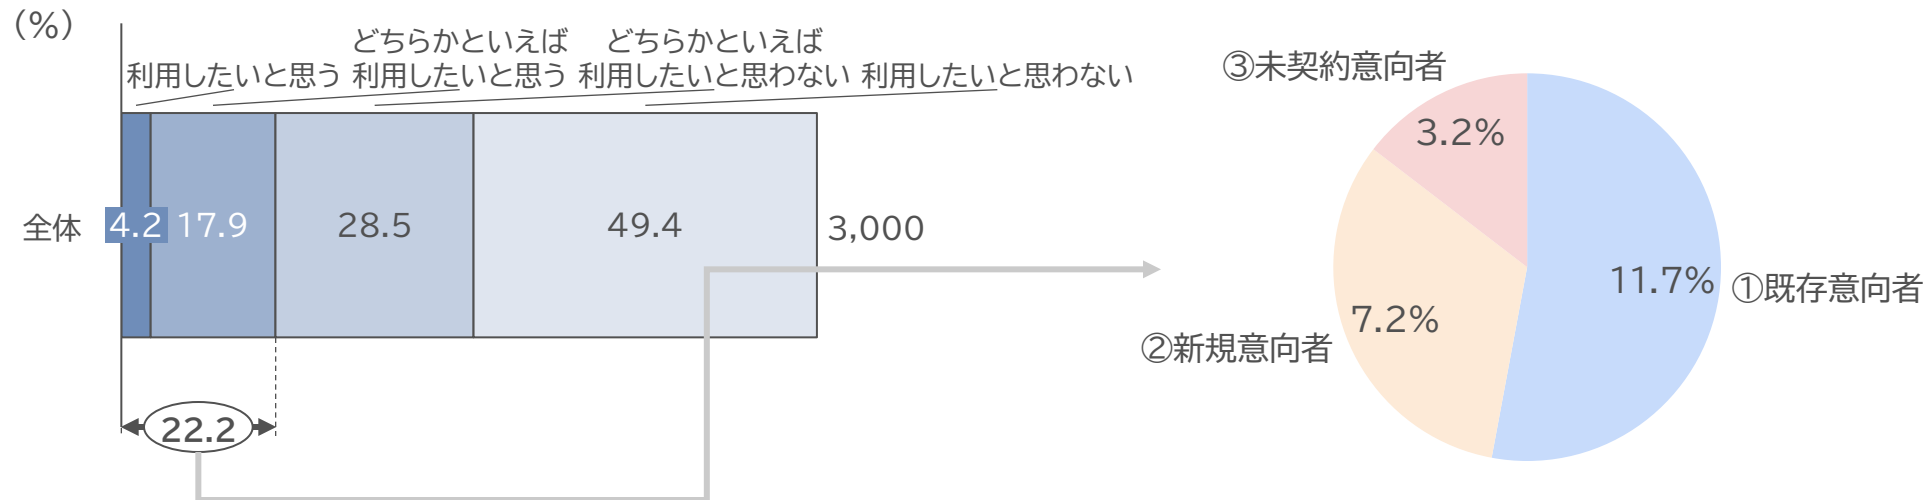 (%)
どちらかといえば どちらかといえば
利用したいと思う 利用したいと思う 利用したいと思わない 利用したいと思わない
全体 4.2 17.9 28.5 49.4 3,000
22.2
③未契約意向者
3.2%
11.7% ①既存意向者
7.2%
②新規意向者